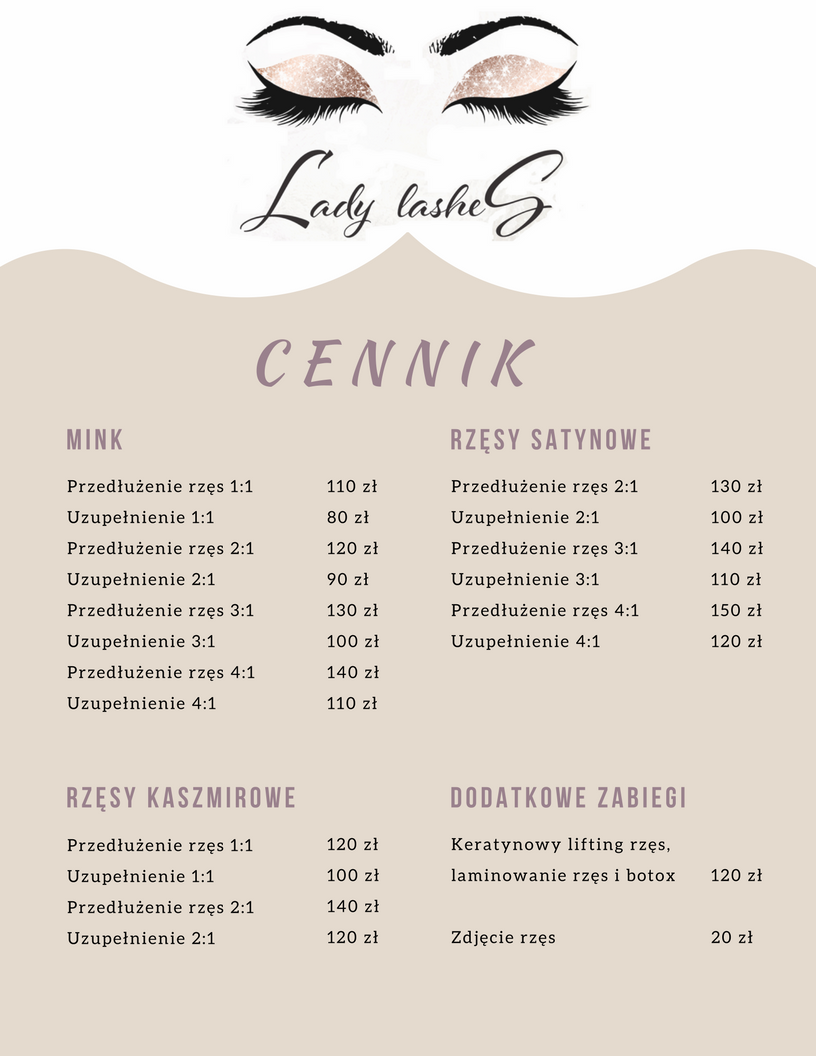 Lady lasheS
CENNIK
MINK
Przedłużenie rzęs 1:1 110 zł
Uzupełnienie 1:1 80 zł
Przedłużenie rzęs 2:1 120 zł
Uzupełnienie 2:1 90 zł
Przedłużenie rzęs 3:1 130 zł
Uzupełnienie 3:1 100 zł
Przedłużenie rzęs 4:1 140 zł
Uzupełnienie 4:1 110 zł
RZĘSY SATYNOWE
Przedłużenie rzęs 2:1 130 zł
Uzupełnienie 2:1 100 zł
Przedłużenie rzęs 3:1 140 zł
Uzupełnienie 3:1 110 zł
Przedłużenie rzęs 4:1 150 zł
Uzupełnienie 4:1 120 zł
RZĘSY KASZMIROWE
Przedłużenie rzęs 1:1 120 zł
Uzupełnienie 1:1 100 zł
Przedłużenie rzęs 2:1 140 zł
Uzupełnienie 2:1 120 zł
DODATKOWE ZABIEGI
Keratynowy lifting rzęs,
laminowanie rzęs i botox 120 zł
Zdjęcie rzęs 20 zł